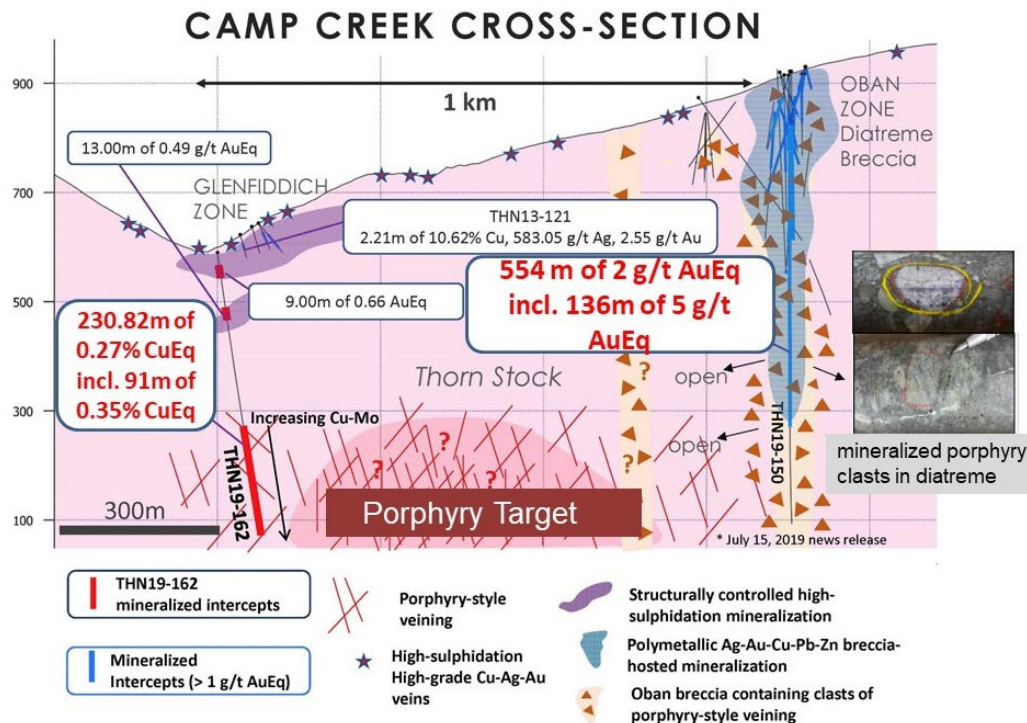 CAMP CREEK CROSS-SECTION
900
700
500
300
100
1 km
OBAN
ZONE
Diatreme
Breccia
13.00m of 0.49 g/t AuEq
GLENFIDDICH
ZONE
THN13-121
2.21m of 10.62% Cu, 583.05 g/t Ag, 2.55 g/t Au
9.00m of 0.66 AuEq
554 m of 2 g/t AuEq
incl. 136m of 5 g/t
AuEq
230.82m of
0.27% CuEq
incl. 91m of
0.35% CuEq
Thorn Stock
open
open
?
?
?
?
?
?
Increasing Cu-Mo
THN19-162
THN19-150
Porphyry Target
300m
mineralized porphyry
clasts in diatreme
* July 15, 2019 news release
THN19-162
mineralized intercepts
Mineralized
Intercepts (> 1 g/t AuEq)
Porphyry-style
veining
High-sulphidation
High-grade Cu-Ag-Au
veins
Structurally controlled high-
sulphidation mineralization
Polymetallic Ag-Au-Cu-Pb-Zn breccia-
hosted mineralization
Oban breccia containing clasts of
porphyry-style veining